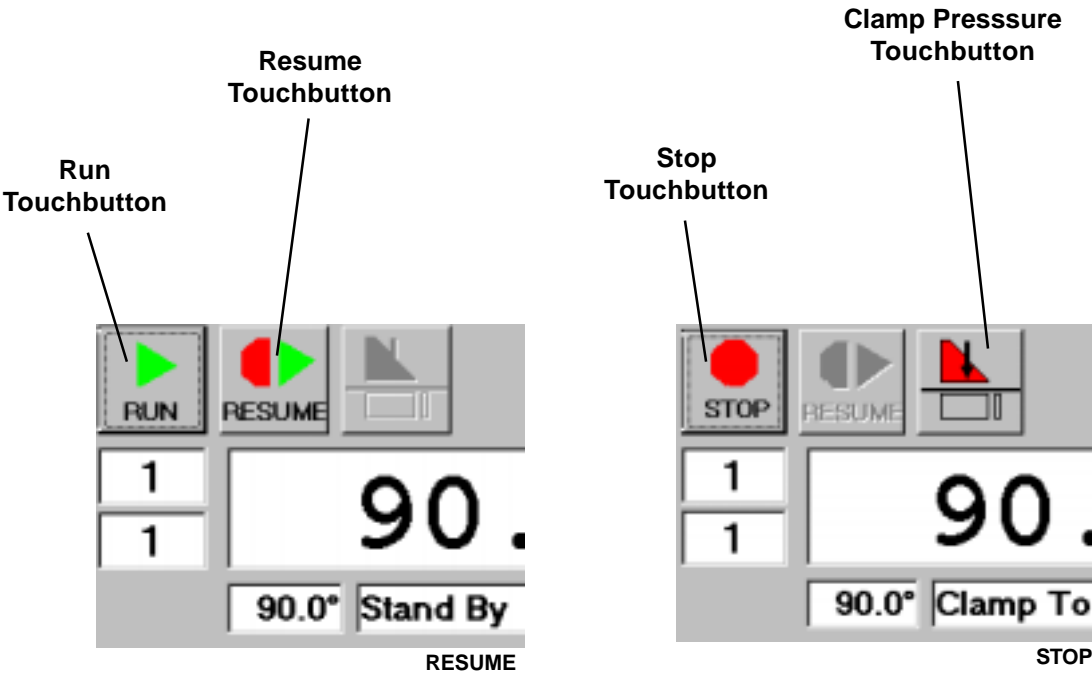 Clamp Presssure
Touchbutton
Resume
Touchbutton
Run
Touchbutton
Stop
Touchbutton
RUN
RESUME
1
1
90.
90.0°
Stand By
RESUME
STOP
RESUME
1
1
90.
90.0°
Clamp To
STOP